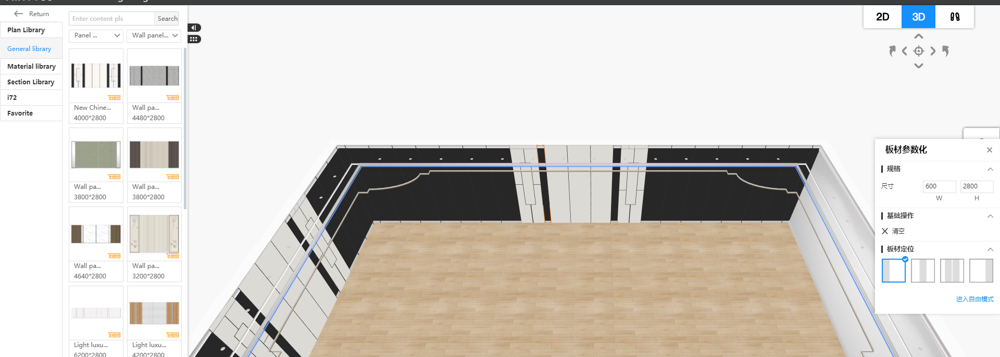 Return
Plan Library
General library
Material library
Section Library
i72
Favorite
Enter content pls
Search
Panel ...
Wall panel...
New
New
New Chine...
4000*2800
Wall pa...
4480*2800
New
New
Wall pa...
3800*2800
Wall pa...
3800*2800
New
New
Wall pa...
4640*2800
Wall pa...
3200*2800
New
New
Light luxu...
6200*2800
Light luxu...
4200*2800
2D
3D
板材参数化
规格
尺寸
600
2800
W
H
基础操作
清空
板材定位
进入自由模式